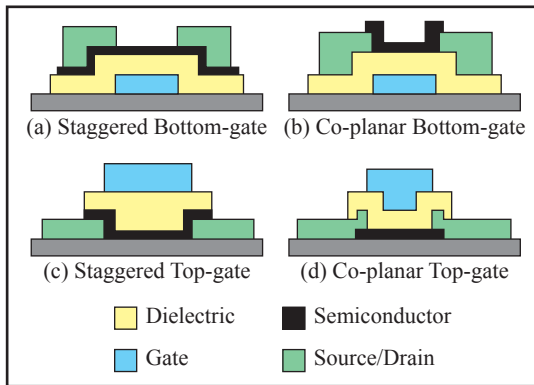 (a) Staggered Bottom-gate
(b) Co-planar Bottom-gate
(c) Staggered Top-gate
(d) Co-planar Top-gate
Dielectric
Semiconductor
Gate
Source/Drain